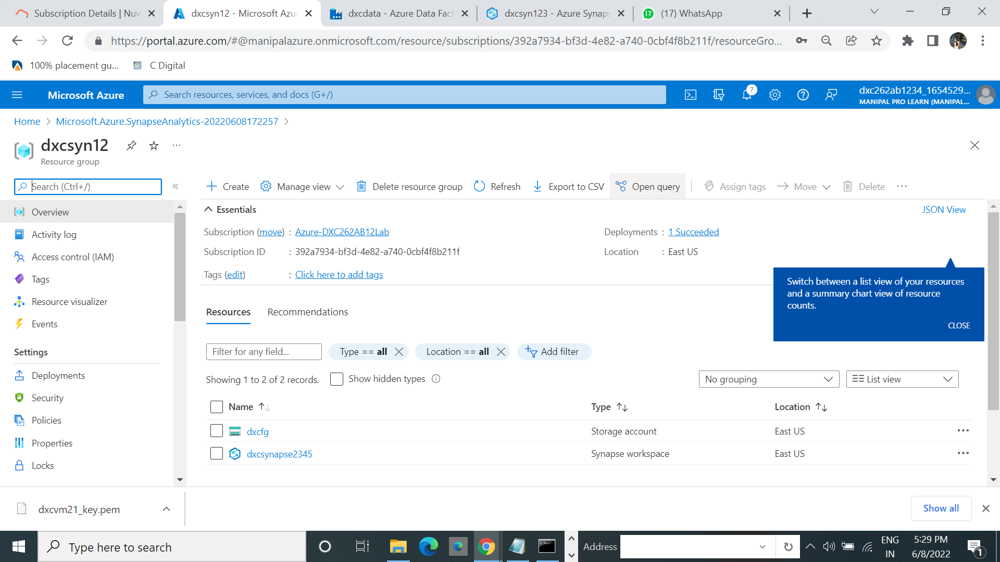 Subscription Details | Nuv
dxcsyn12 - Microsoft Azur
dxcdata - Azure Data Fact
dxcsyn123 - Azure Synaps
17
(17) WhatsApp
https://portal.azure.com/#@manipalazure.onmicrosoft.com/resource/subscriptions/392a7934-bf3d-4e82-a740-0cbf4f8b211f/resourceGro...
100% placement gu...
C Digital
Microsoft Azure
Search resources, services, and docs (G+/)
7
dxc262ab1234_1654529...
MANIPAL PRO LEARN (MANIPAL...
Home > Microsoft.Azure.SynapseAnalytics-20220608172257 >
dxcsyn12
Resource group
Search (Ctrl+/)
Create
Manage view
Delete resource group
Refresh
Export to CSV
Open query
Assign tags
Move
Delete
Overview
Activity log
Access control (IAM)
Tags
Resource visualizer
Events
Settings
Deployments
Security
Policies
Properties
Locks
Essentials
JSON View
Subscription (move) : Azure-DXC262AB12Lab
Deployments : 1 Succeeded
Subscription ID : 392a7934-bf3d-4e82-a740-0cbf4f8b211f
Location : East US
Tags (edit) : Click here to add tags
Switch between a list view of your resources
and a summary chart view of resource
counts.
CLOSE
Resources
Recommendations
Filter for any field...
Type == all
Location == all
Add filter
Showing 1 to 2 of 2 records.
Show hidden types
No grouping
List view
Name
Type
Location
dxcfg
Storage account
East US
dxcsynapse2345
Synapse workspace
East US
dxcvm21_key.pem
Show all
Type here to search
Address
ENG
IN
5:29 PM
6/8/2022
1